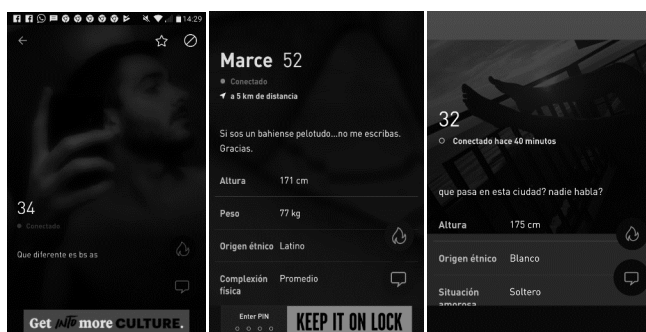 14:29
34
Conectado
Que diferente es bs as
Get INTO more CULTURE.
Marce 52
Conectado
a 5 km de distancia
Si sos un bahiense pelotudo...no me escribas.
Gracias.
Altura 171 cm
Peso 77 kg
Origen étnico Latino
Complexión Promedio
física
Enter PIN
KEEP IT ON LOCK
32
Conectado hace 40 minutos
que pasa en esta ciudad? nadie habla?
Altura 175 cm
Origen étnico Blanco
Situación Soltero
amorosa